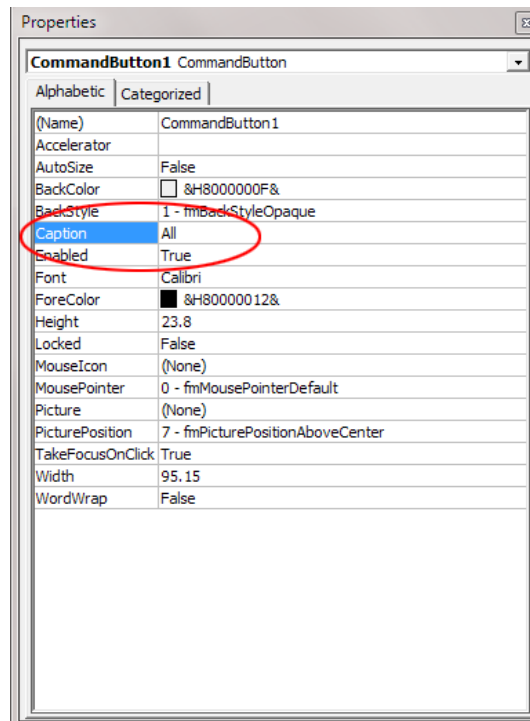 Properties
CommandButton1 CommandButton
Alphabetic Categorized
(Name) CommandButton1
Accelerator
AutoSize False
BackColor &H8000000F&
BackStyle 1 - fmBackStyleOpaque
Caption All
Enabled True
Font Calibri
ForeColor &H80000012&
Height 23.8
Locked False
MouseIcon (None)
MousePointer 0 - fmMousePointerDefault
Picture (None)
PicturePosition 7 - fmPicturePositionAboveCenter
TakeFocusOnClick True
Width 95.15
WordWrap False